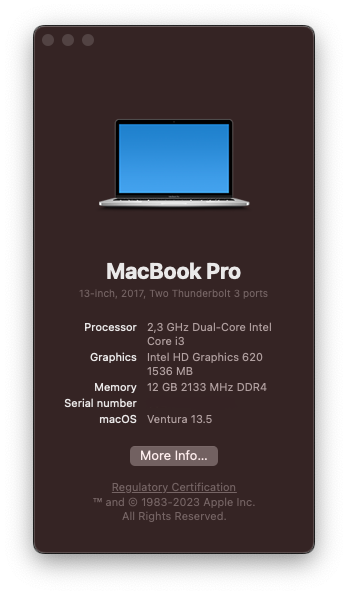 MacBook Pro
13-inch, 2017, Two Thunderbolt 3 ports
Processor 2,3 GHz Dual-Core Intel
Core i3
Graphics Intel HD Graphics 620
1536 MB
Memory 12 GB 2133 MHz DDR4
Serial number
macOS Ventura 13.5
More Info...
Regulatory Certification
™ and © 1983-2023 Apple Inc.
All Rights Reserved.